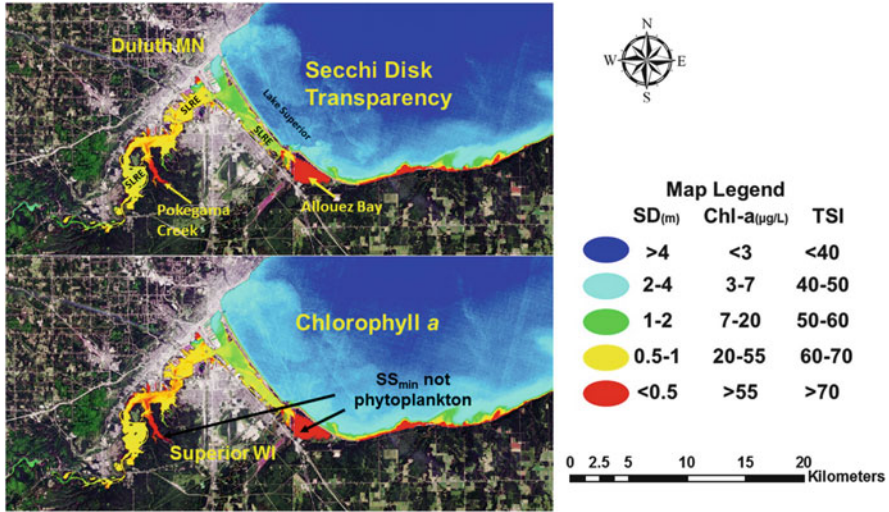 Duluth MN
Secchi Disk
Transparency
SLRE
Lake Superior
SLRE
SLRE
Pokegama
Creek
Allouez Bay
Chlorophyll a
SSmin not
phytoplankton
Superior WI
N
W E
S
Map Legend
SD(m) Chl-a(µg/L) TSI
>4 <3 <40
2-4 3-7 40-50
1-2 7-20 50-60
0.5-1 20-55 60-70
<0.5 >55 >70
0 2.5 5 10 15 20
Kilometers